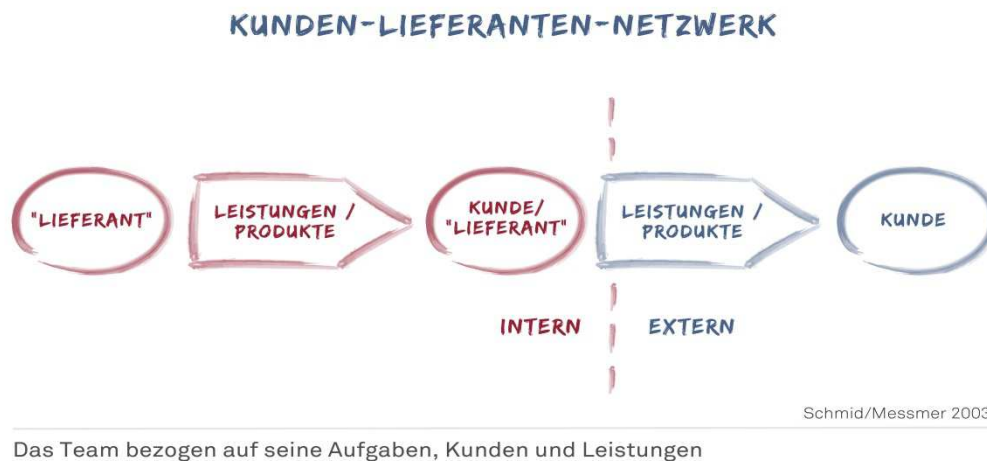 KUNDEN-LIEFERANTEN-NETZWERK
"LIEFERANT"
LEISTUNGEN /
PRODUKTE
KUNDE/
"LIEFERANT"
LEISTUNGEN /
PRODUKTE
KUNDE
INTERN
EXTERN
Schmid/Messmer 2003
Das Team bezogen auf seine Aufgaben, Kunden und Leistungen